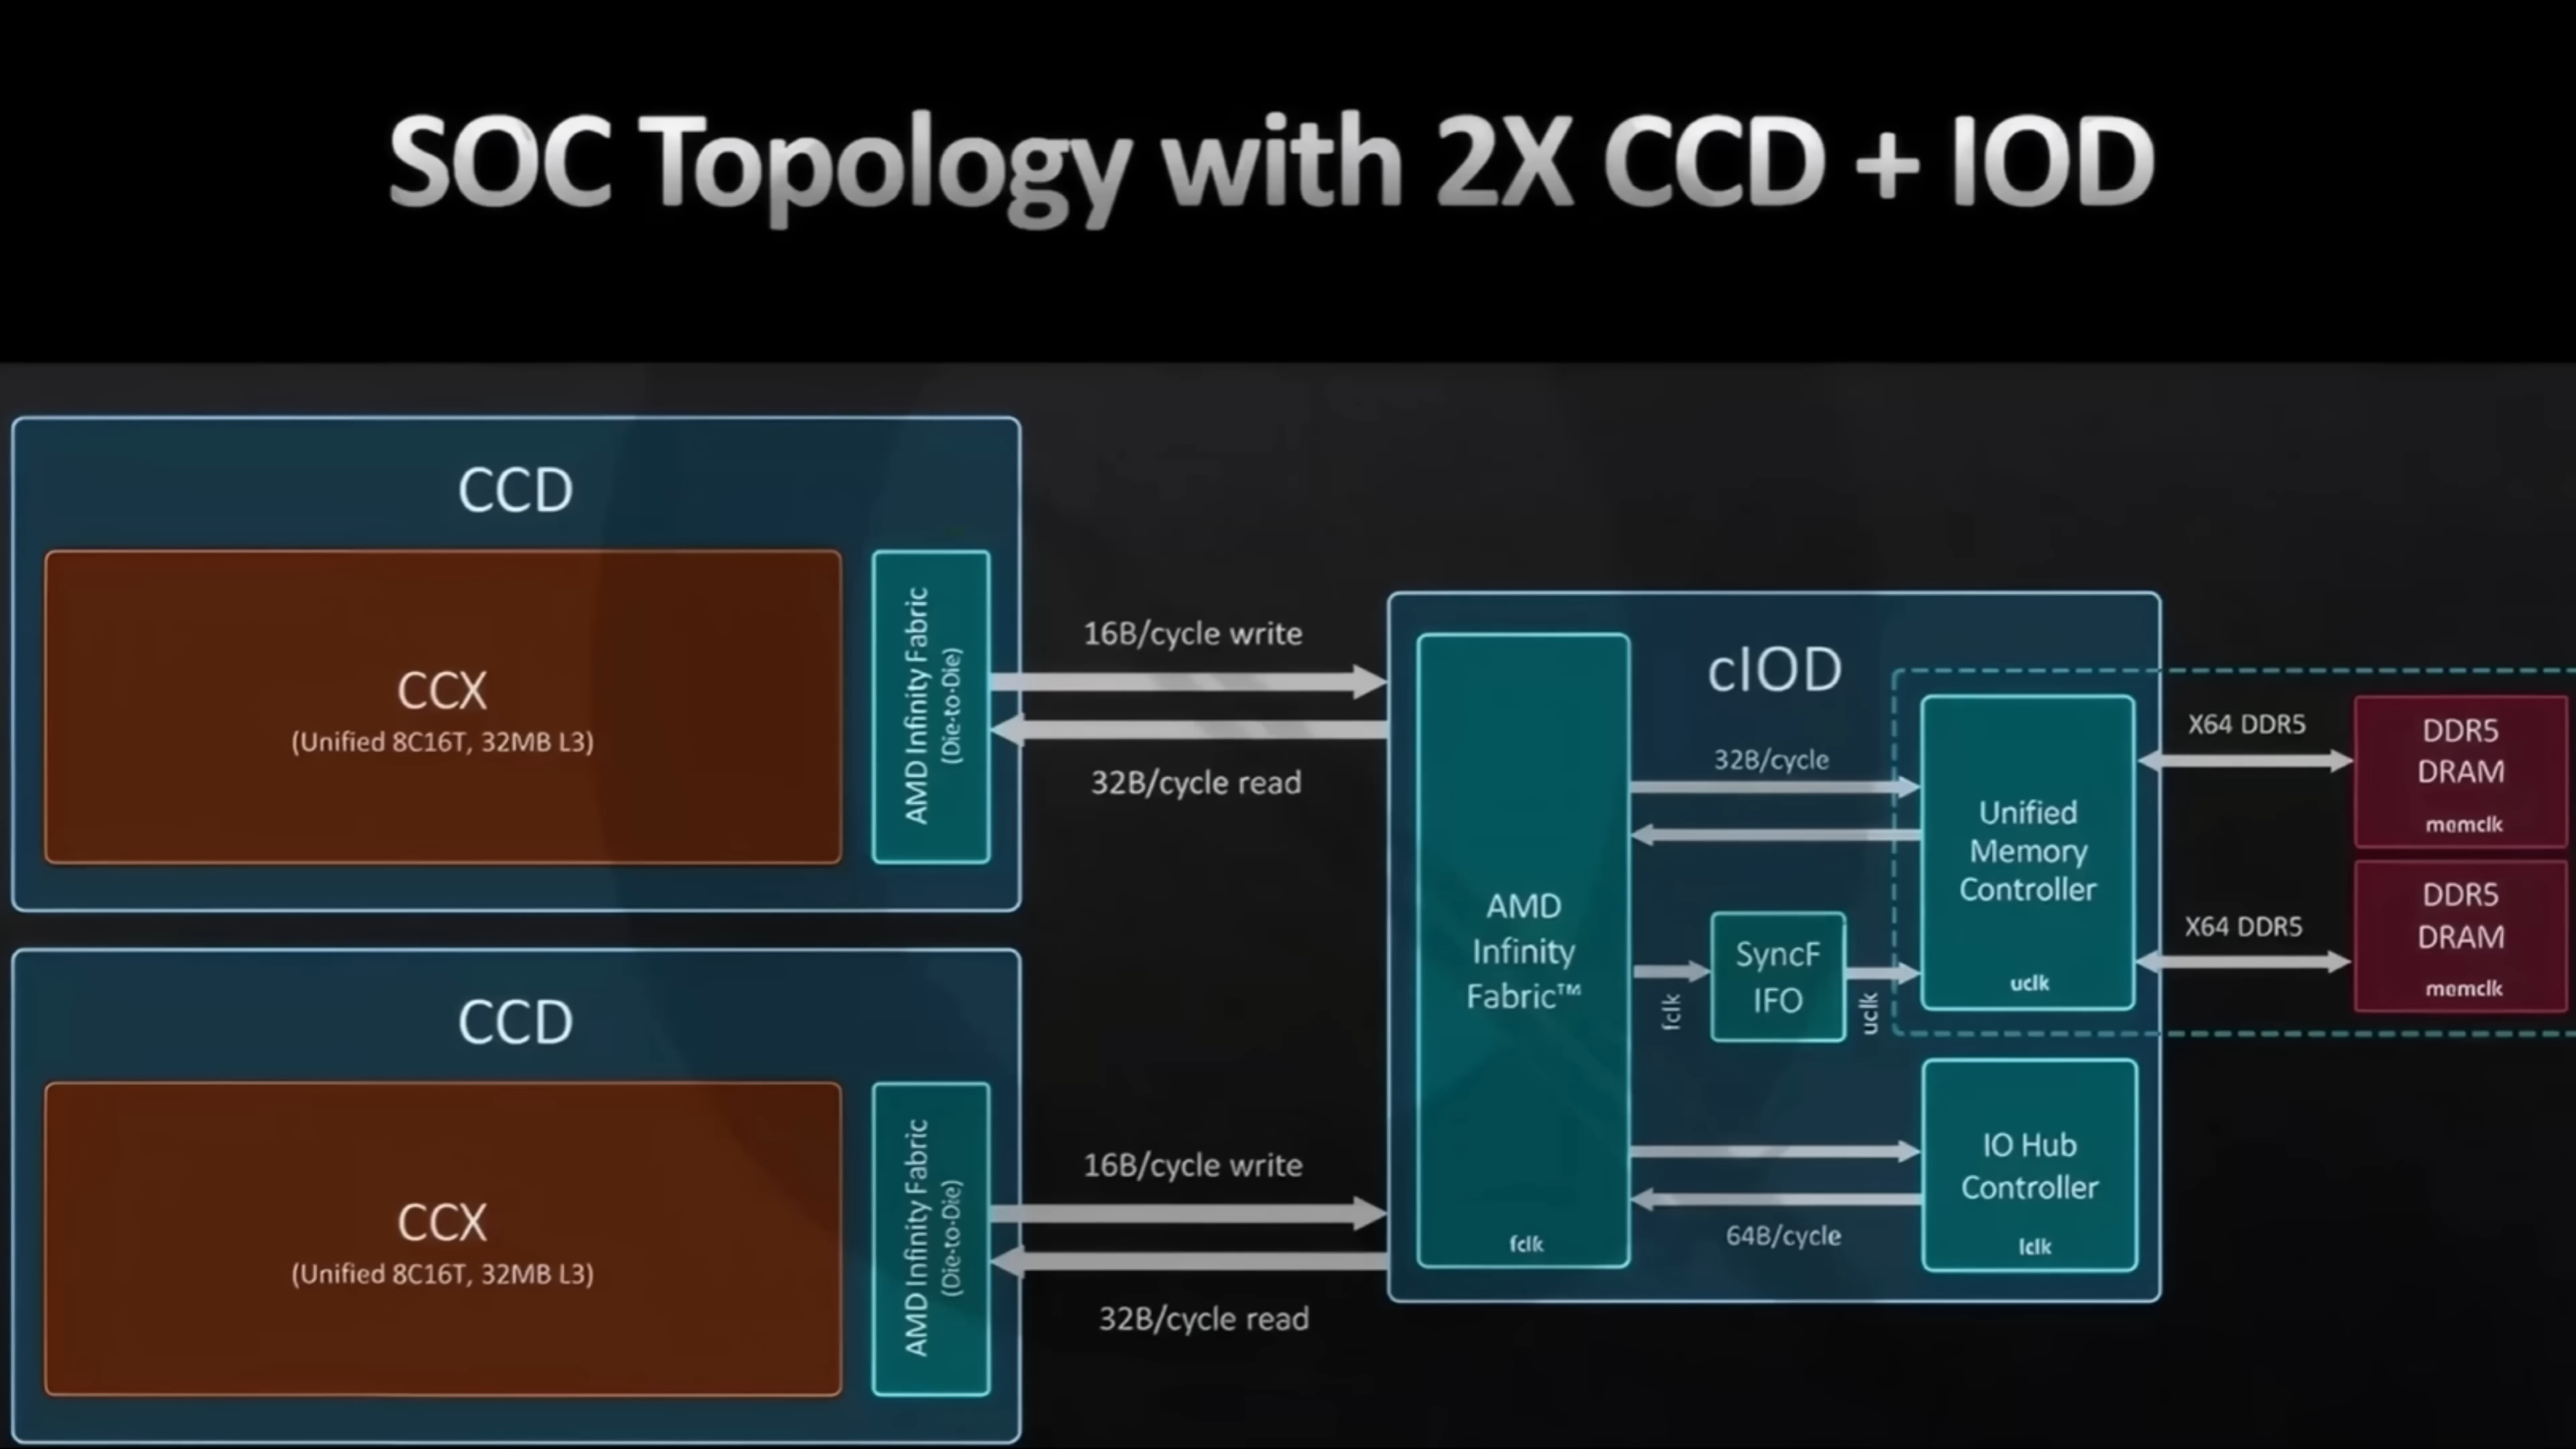 SOC Topology with 2X CCD + IOD
CCD
CCX
(Unified 8C16T, 32MB L3)
AMD Infinity Fabric
(Die-to-Die)
16B/cycle write
32B/cycle read
CCD
CCX
(Unified 8C16T, 32MB L3)
AMD Infinity Fabric
(Die-to-Die)
16B/cycle write
32B/cycle read
cIOD
AMD
Infinity
Fabric™
fclk
32B/cycle
fclk
SyncF
IFO
uclk
Unified
Memory
Controller
uclk
64B/cycle
IO Hub
Controller
lclk
X64 DDR5
DDR5
DRAM
memclk
X64 DDR5
DDR5
DRAM
memclk